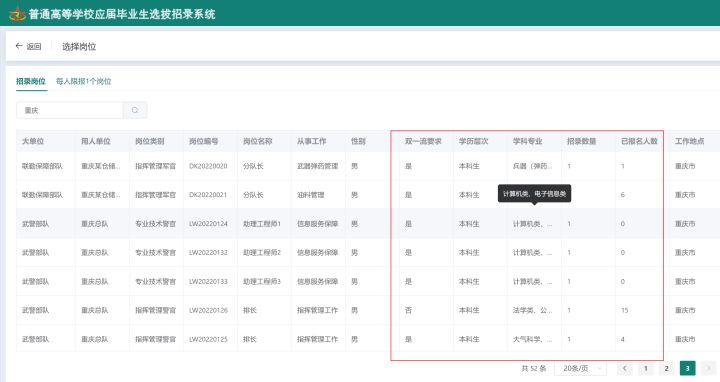 普通高等学校应届毕业生选拔招录系统
返回 选择岗位
招录岗位 每人限报1个岗位
重庆
大单位 用人单位 岗位类别 岗位编号 岗位名称 从事工作 性别 双一流要求 学历层次 学科专业 招录数量 已报名人数 工作地点
联勤保障部队 重庆某仓储... 指挥管理军官 DK20220020 分队长 武器弹药管理 男 是 本科生 兵器（弹药... 1 1 重庆市
联勤保障部队 重庆某仓储... 指挥管理军官 DK20220021 分队长 油料管理 男 是 本科生 6 重庆市
计算机类、电子信息类
武警部队 重庆总队 专业技术警官 LW20220124 助理工程师1 信息服务保障 男 是 本科生 计算机类、... 1 0 重庆市
武警部队 重庆总队 专业技术警官 LW20220132 助理工程师2 信息服务保障 男 是 本科生 计算机类、... 1 0 重庆市
武警部队 重庆总队 专业技术警官 LW20220133 助理工程师3 信息服务保障 男 是 本科生 计算机类、... 1 0 重庆市
武警部队 重庆总队 指挥管理警官 LW20220126 排长 指挥管理工作 男 否 本科生 法学类、公... 1 15 重庆市
武警部队 重庆总队 指挥管理警官 LW20220125 排长 指挥管理工作 男 是 本科生 大气科学、... 1 4 重庆市
共 52 条 20条/页 1 2 3